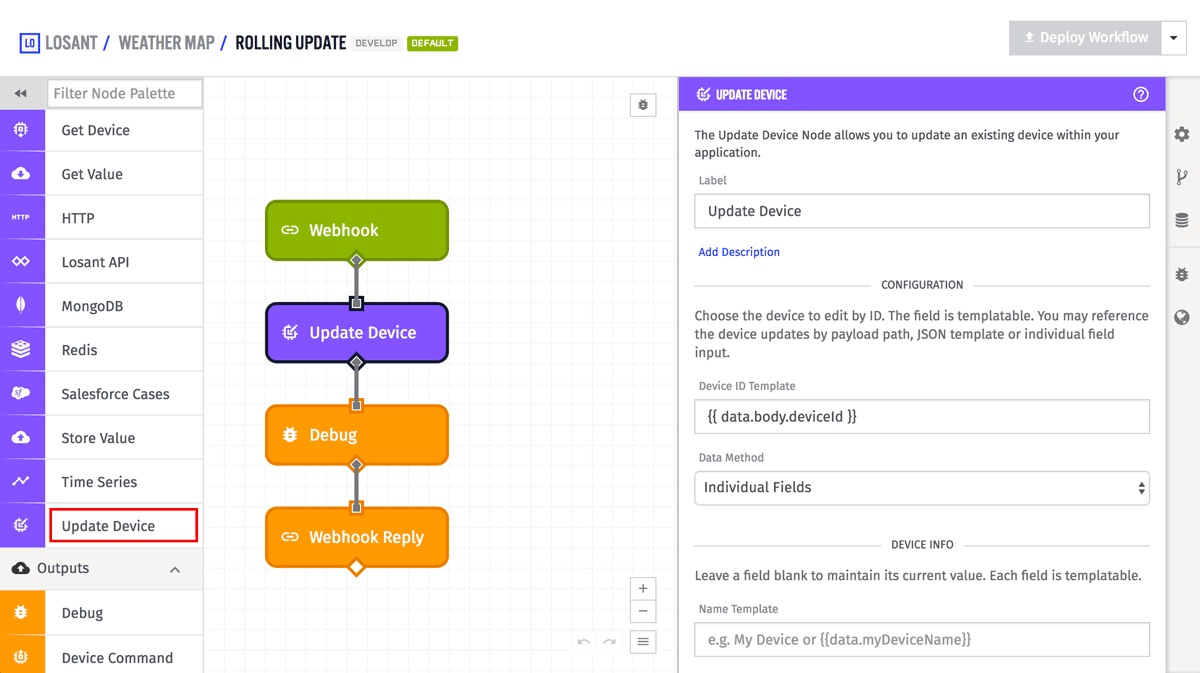 LO LOSANT / WEATHER MAP / ROLLING UPDATE DEVELOP DEFAULT
Deploy Workflow
Filter Node Palette
Get Device
Get Value
HTTP HTTP
Losant API
MongoDB
Redis
sf Salesforce Cases
Store Value
Time Series
Update Device
Outputs
Debug
Device Command
Webhook
Update Device
Debug
Webhook Reply
UPDATE DEVICE
The Update Device Node allows you to update an existing device within your
application.
Label
Update Device
Add Description
CONFIGURATION
Choose the device to edit by ID. The field is templatable. You may reference
the device updates by payload path, JSON template or individual field
input.
Device ID Template
{{ data.body.deviceId }}
Data Method
Individual Fields
DEVICE INFO
Leave a field blank to maintain its current value. Each field is templatable.
Name Template
e.g. My Device or {{data.myDeviceName}}